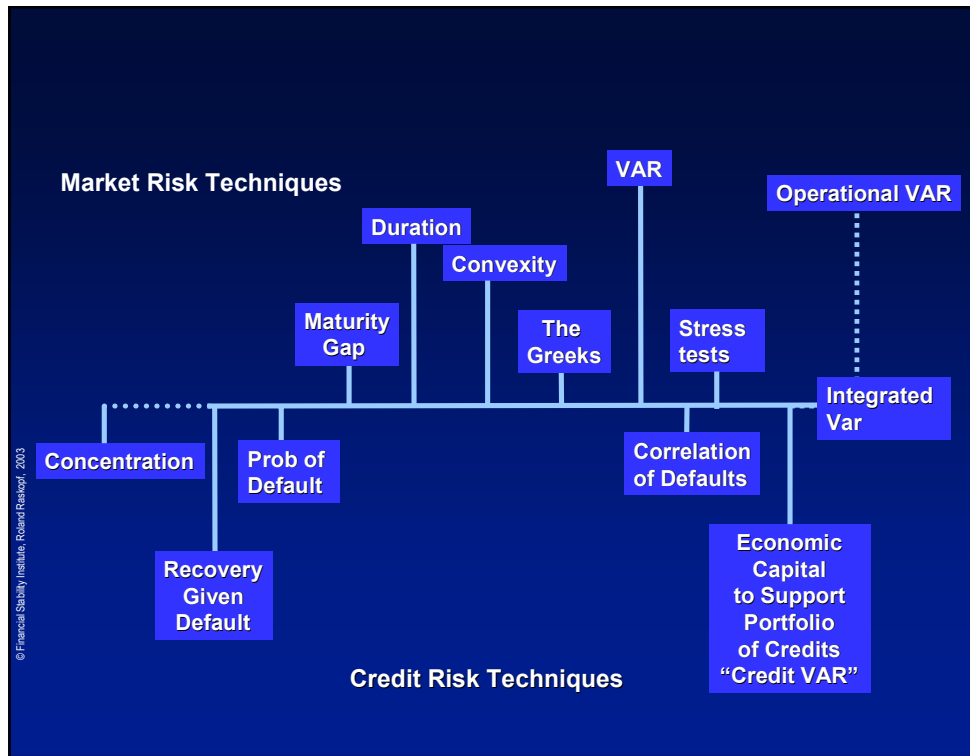 Market Risk Techniques
VAR
Operational VAR
Duration
Convexity
Maturity
Gap
The
Greeks
Stress
tests
Integrated
Var
Concentration
Prob of
Default
Correlation
of Defaults
Recovery
Given
Default
Economic
Capital
to Support
Portfolio
of Credits
“Credit VAR”
Credit Risk Techniques
© Financial Stability Institute, Roland Raskopf, 2003